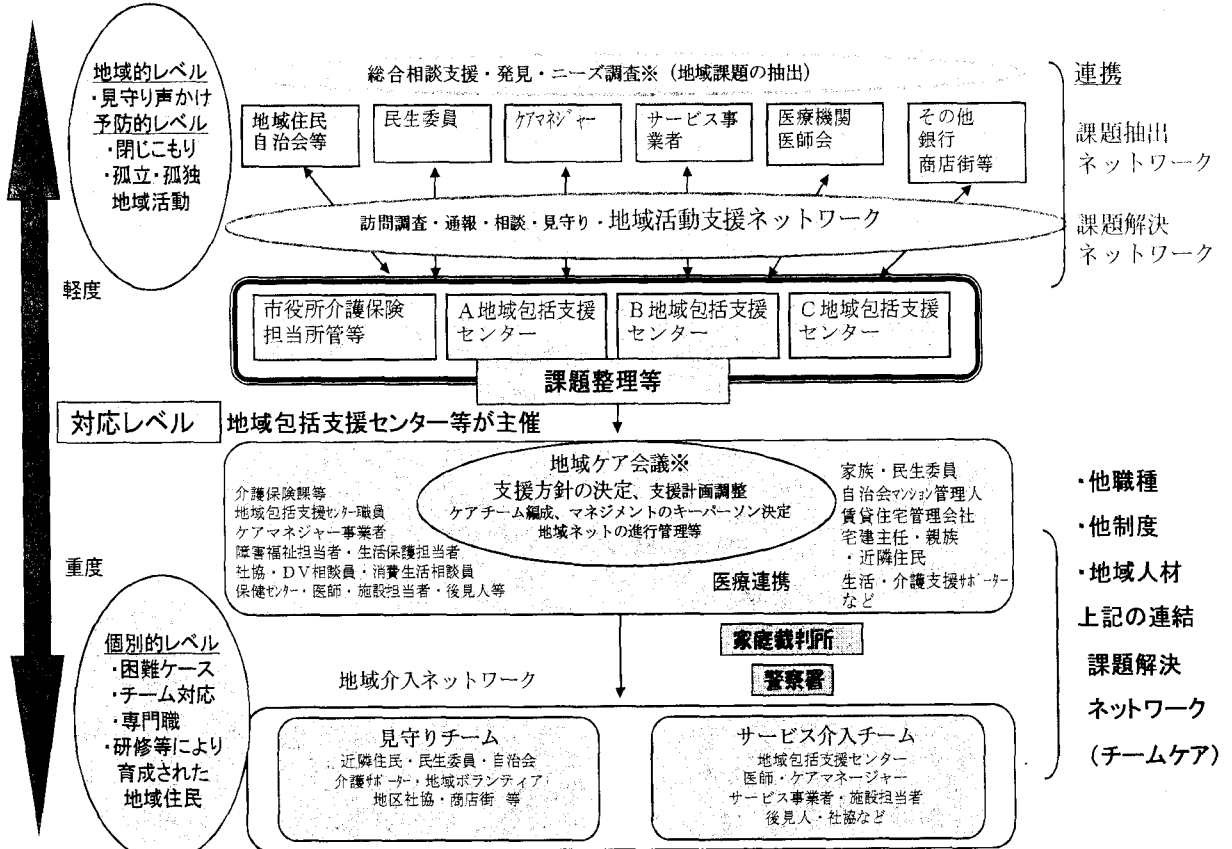 地域的レベル
・見守り声かけ
予防的レベル
・閉じこもり
・孤立・孤独
地域活動
軽度
対応レベル
重度
個別的レベル
・困難ケース
・チーム対応
・専門職
・研修等により
育成された
地域住民
総合相談支援・発見・ニーズ調査※（地域課題の抽出）
地域住民
自治会等
民生委員
ケアマネジャー
サービス事
業者
医療機関
医師会
その他
銀行
商店街等
訪問調査・通報・相談・見守り・地域活動支援ネットワーク
市役所介護保険
担当所管等
A地域包括支援
センター
B地域包括支援
センター
C地域包括支援
センター
課題整理等
地域包括支援センター等が主催
地域ケア会議※
支援方針の決定、支援計画調整
ケアチーム編成、マネジメントのキーパーソン決定
地域ネットの進行管理等
介護保険課等
地域包括支援センター職員
ケアマネジャー事業者
障害福祉担当者・生活保護担当者
社協・DV相談員・消費生活相談員
保健センター・医師・施設担当者・後見人等
家族・民生委員
自治会マンション管理人
賃貸住宅管理会社
宅建主任・親族
・近隣住民
生活・介護支援サポーター
など
医療連携
家庭裁判所
警察署
地域介入ネットワーク
見守りチーム
近隣住民・民生委員・自治会
介護サポーター・地域ボランティア
地区社協・商店街 等
サービス介入チーム
地域包括支援センター
医師・ケアマネージャー
サービス事業者・施設担当者
後見人・社協など
連携
課題抽出
ネットワーク
課題解決
ネットワーク
・他職種
・他制度
・地域人材
上記の連結
課題解決
ネットワーク
(チームケア)